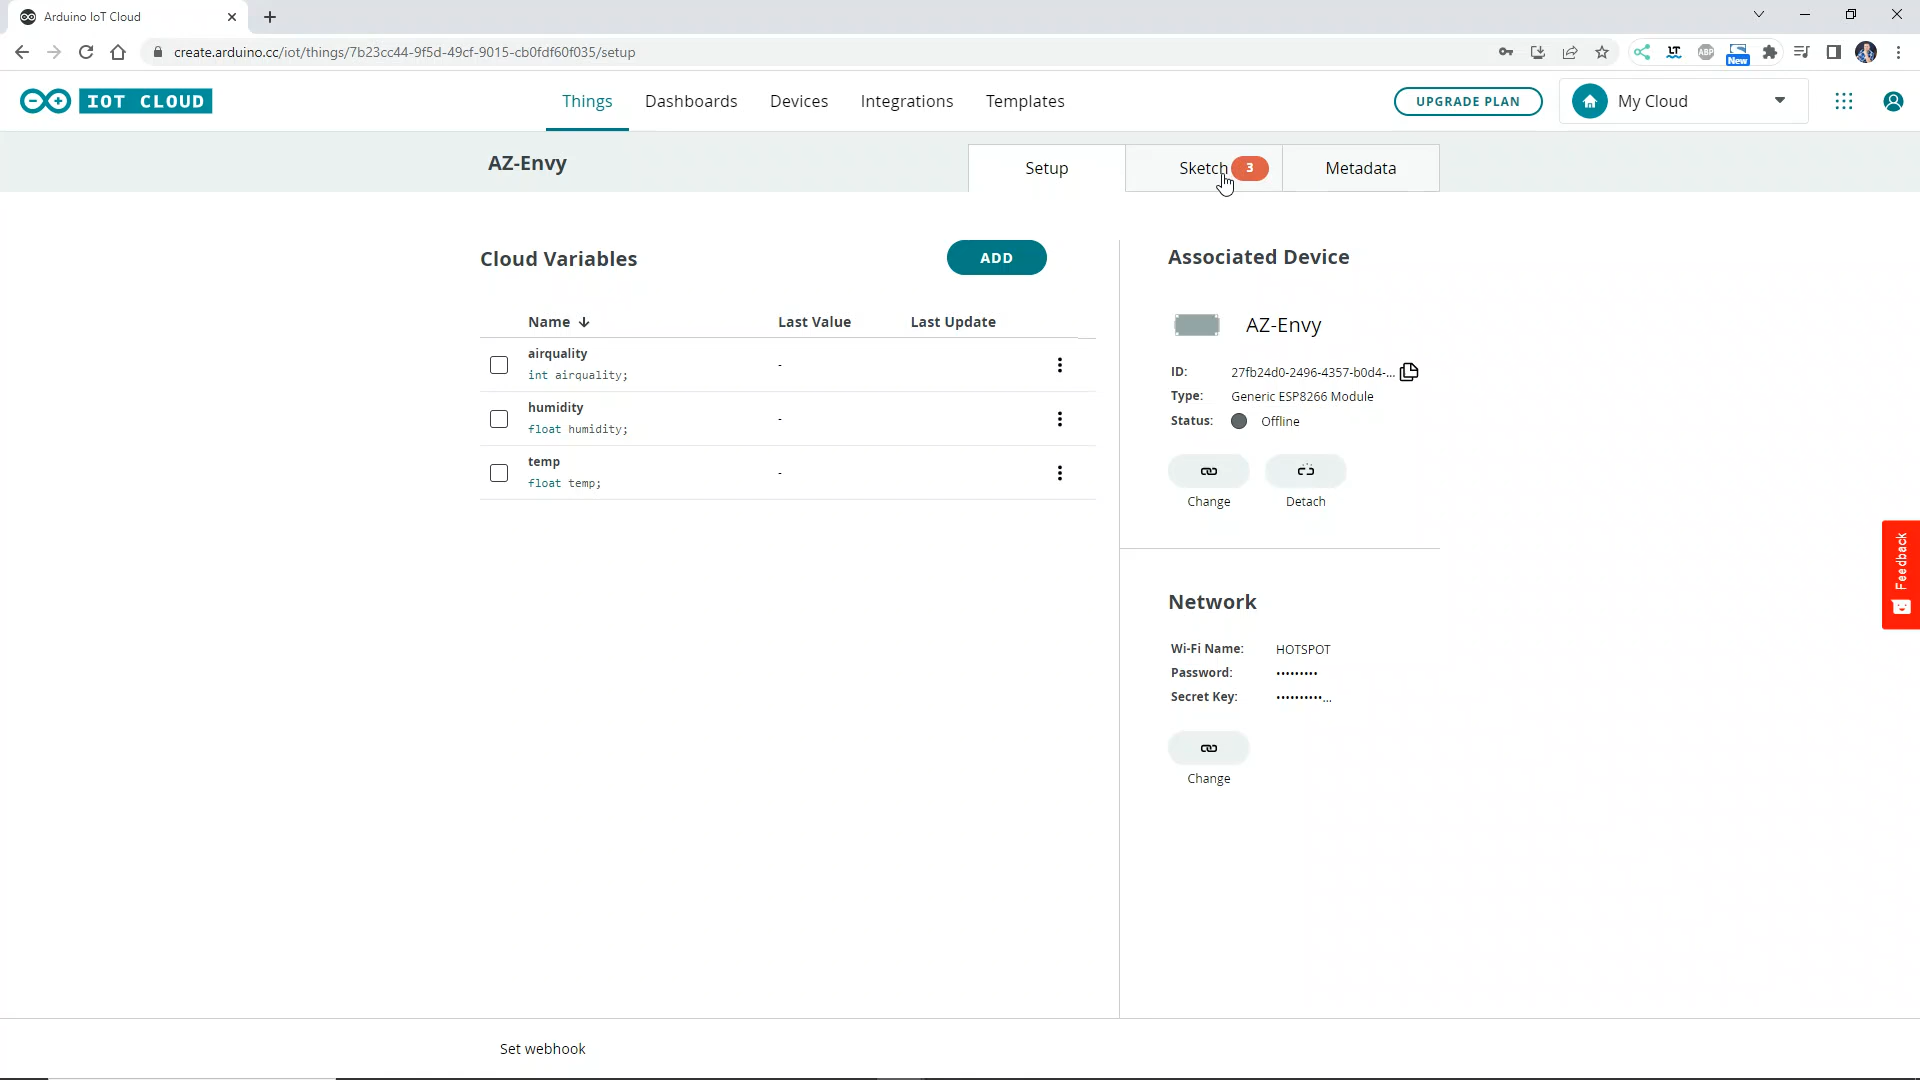 Arduino IoT Cloud
create.arduino.cc/iot/things/7b23cc44-9f5d-49cf-9015-cb0fdf60f035/setup
LT
ABP
New
IOT CLOUD
Things
Dashboards
Devices
Integrations
Templates
UPGRADE PLAN
My Cloud
AZ-Envy
Setup
Sketch 3
Metadata
Cloud Variables
ADD
Name
Last Value
Last Update
airquality
int airquality;
-
humidity
float humidity;
-
temp
float temp;
-
Associated Device
AZ-Envy
ID: 27fb24d0-2496-4357-b0d4-...
Type: Generic ESP8266 Module
Status: Offline
Change
Detach
Network
Wi-Fi Name: HOTSPOT
Password: •••••••••
Secret Key: ••••••••••...
Change
Feedback
Set webhook